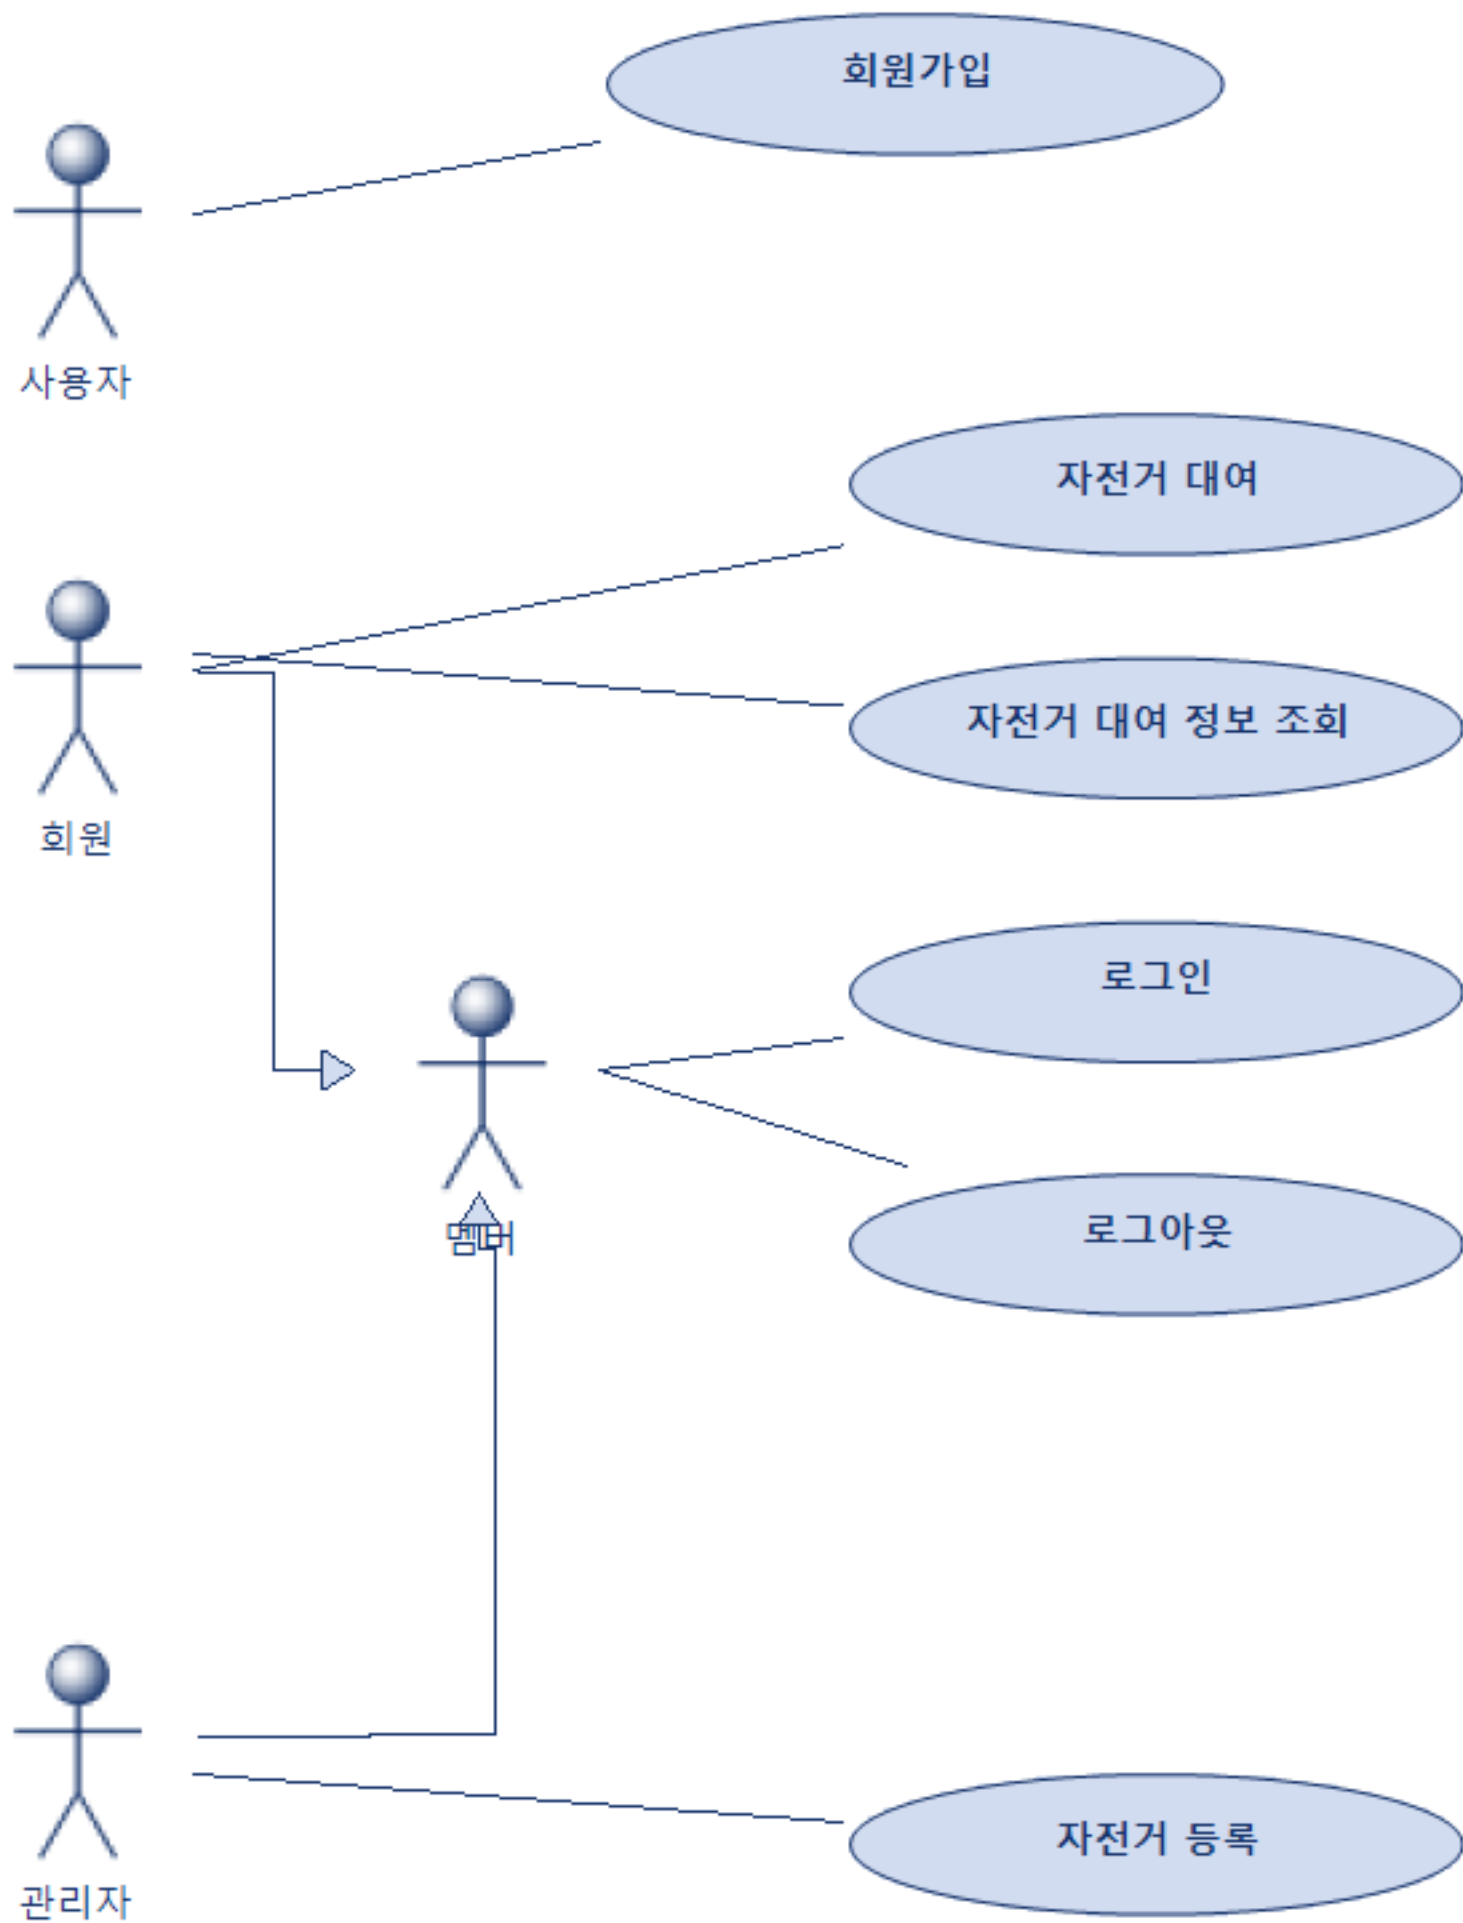 회원가입
사용자
자전거 대여
자전거 대여 정보 조회
회원
로그인
멤버
로그아웃
자전거 등록
관리자